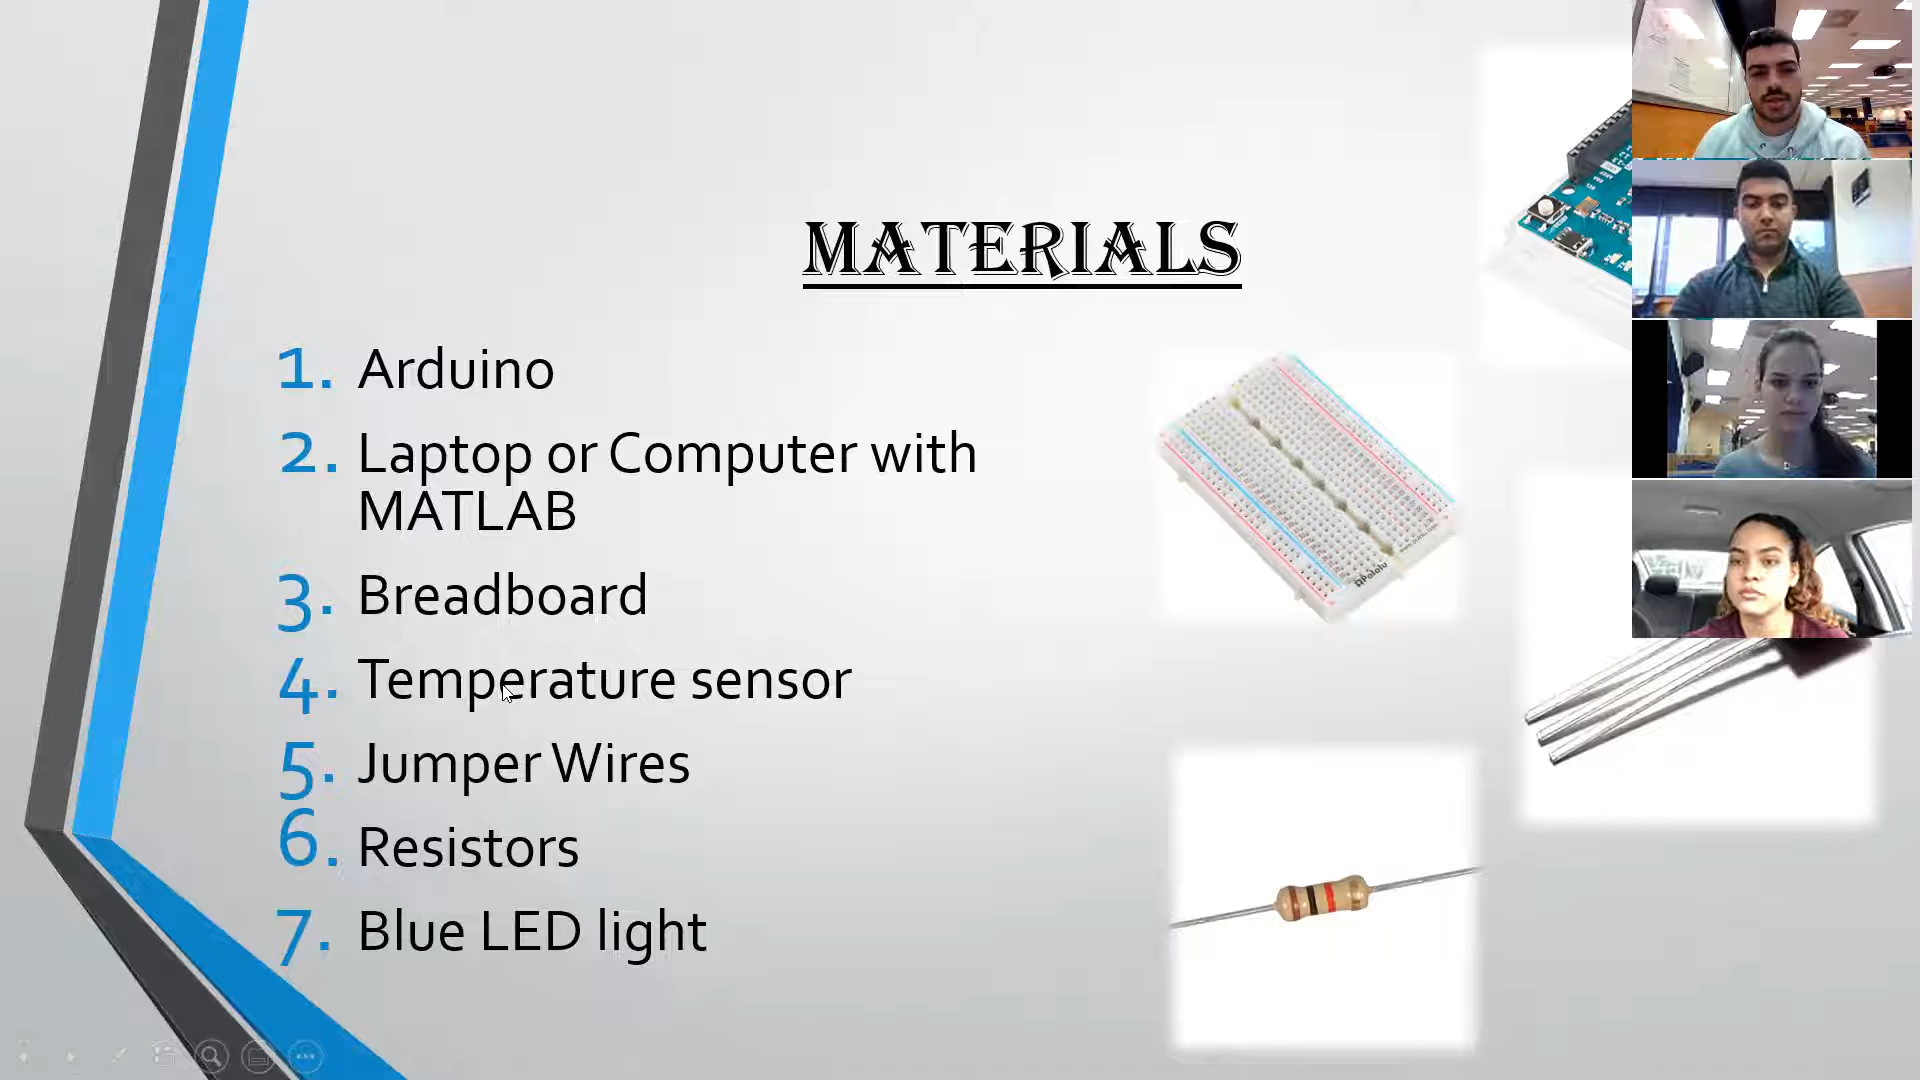 MATERIALS
1. Arduino
2. Laptop or Computer with
MATLAB
3. Breadboard
4. Temperature sensor
5. Jumper Wires
6. Resistors
7. Blue LED light
Pololu